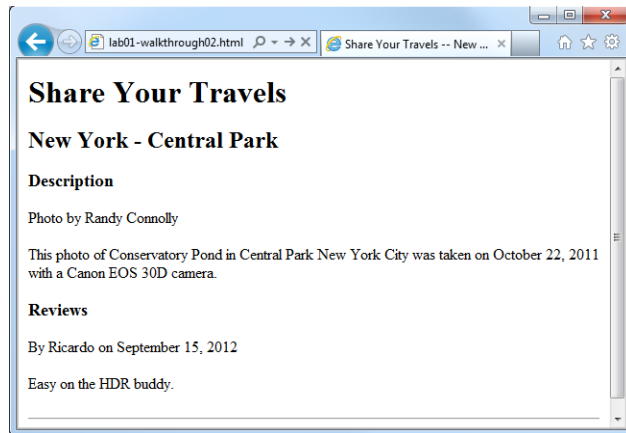 lab01-walkthrough02.html
Share Your Travels -- New ...
Share Your Travels
New York - Central Park
Description
Photo by Randy Connolly
This photo of Conservatory Pond in Central Park New York City was taken on October 22, 2011
with a Canon EOS 30D camera.
Reviews
By Ricardo on September 15, 2012
Easy on the HDR buddy.